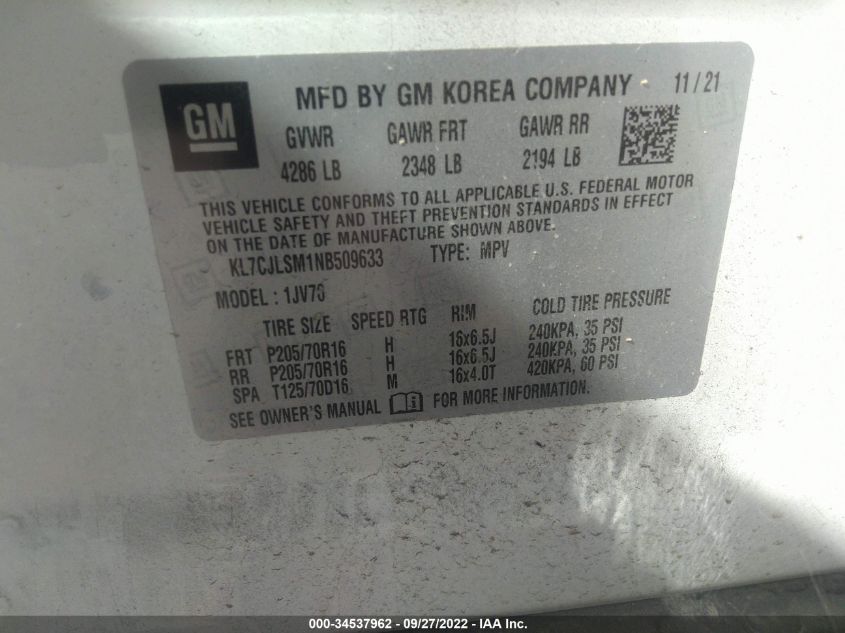 GM
MFD BY GM KOREA COMPANY 11/21
GVWR GAWR FRT GAWR RR
4286 LB 2348 LB 2194 LB
THIS VEHICLE CONFORMS TO ALL APPLICABLE U.S. FEDERAL MOTOR
VEHICLE SAFETY AND THEFT PREVENTION STANDARDS IN EFFECT
ON THE DATE OF MANUFACTURE SHOWN ABOVE.
KL7CJLSM1NB509633 TYPE: MPV
MODEL : 1JV76
TIRE SIZE SPEED RTG RIM COLD TIRE PRESSURE
FRT P205/70R16 H 16x6.5J 240KPA, 35 PSI
RR P205/70R16 H 16x6.5J 240KPA, 35 PSI
SPA T125/70D16 M 16x4.0T 420KPA, 60 PSI
SEE OWNER'S MANUAL FOR MORE INFORMATION.
000-34537962 - 09/27/2022 - IAA Inc.